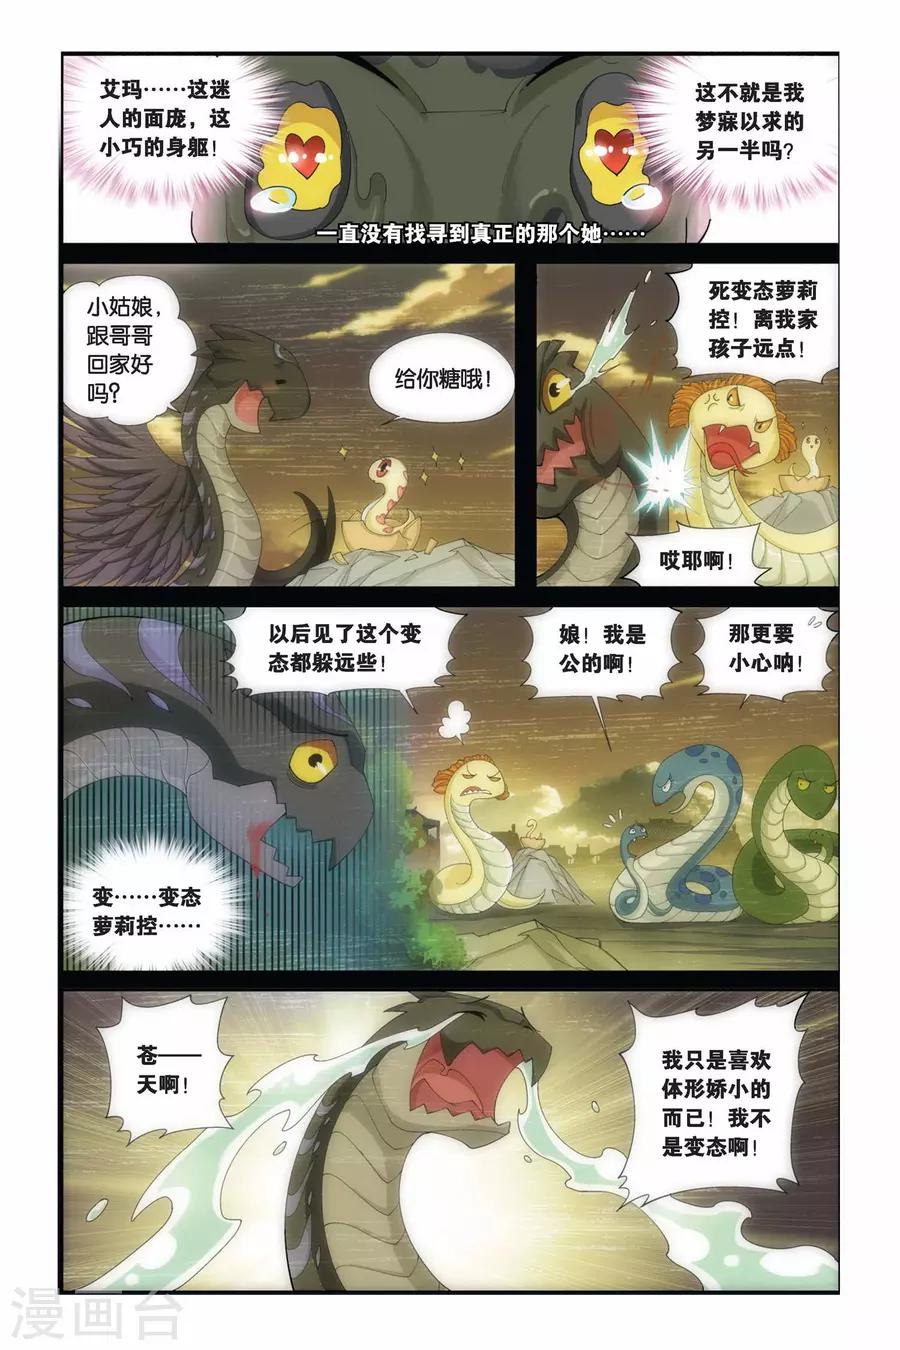 艾玛……这迷
人的面庞，这
小巧的身躯！
这不就是我
梦寐以求的
另一半吗？
一直没有找寻到真正的那个她……
小姑娘，
跟哥哥
回家好
吗？
给你糖哦！
死变态萝莉
控！离我家
孩子远点！
哎耶啊！
以后见了这个变
态都躲远些！
娘！我是
公的啊！
那更要
小心呐！
变……变态
萝莉控……
苍——
天啊！
我只是喜欢
体形娇小的
而已！我不
是变态啊！
漫画台